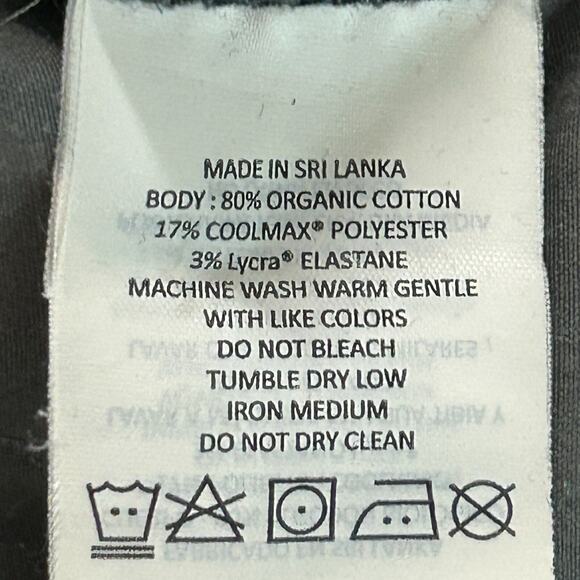 MADE IN SRI LANKA
BODY : 80% ORGANIC COTTON
17% COOLMAX® POLYESTER
3% Lycra® ELASTANE
MACHINE WASH WARM GENTLE
WITH LIKE COLORS
DO NOT BLEACH
TUMBLE DRY LOW
IRON MEDIUM
DO NOT DRY CLEAN